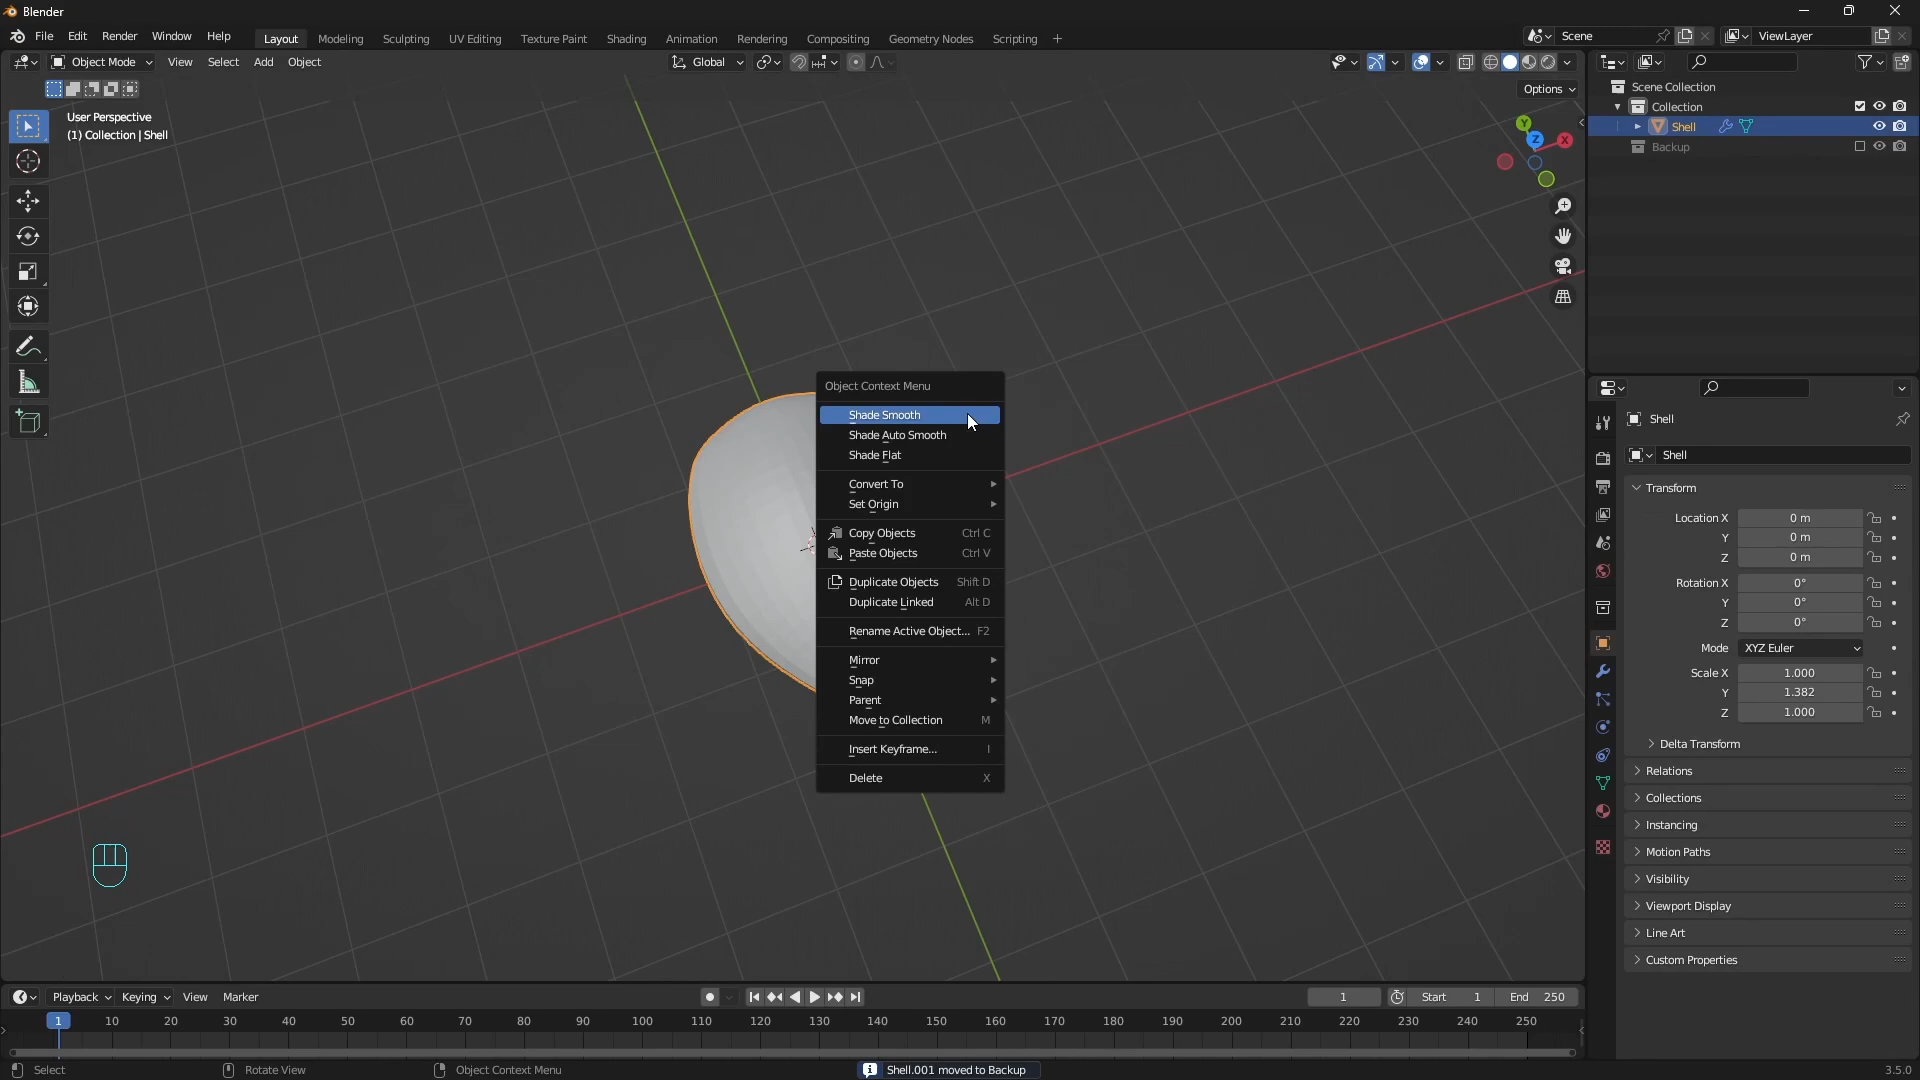 Blender
File Edit Render Window Help
Layout Modeling Sculpting UV Editing Texture Paint Shading Animation Rendering Compositing Geometry Nodes Scripting +
Scene
ViewLayer
Object Mode View Select Add Object
Global
Options
User Perspective
(1) Collection | Shell
Y
Z
X
Scene Collection
Collection
Shell
Backup
Object Context Menu
Shade Smooth
Shade Auto Smooth
Shade Flat
Convert To
Set Origin
Copy Objects Ctrl C
Paste Objects Ctrl V
Duplicate Objects Shift D
Duplicate Linked Alt D
Rename Active Object... F2
Mirror
Snap
Parent
Move to Collection M
Insert Keyframe... I
Delete X
Shell
Shell
Transform
Location X 0 m
Y 0 m
Z 0 m
Rotation X 0°
Y 0°
Z 0°
Mode XYZ Euler
Scale X 1.000
Y 1.382
Z 1.000
Delta Transform
Relations
Collections
Instancing
Motion Paths
Visibility
Viewport Display
Line Art
Custom Properties
Playback Keying View Marker
1 Start 1 End 250
1 10 20 30 40 50 60 70 80 90 100 110 120 130 140 150 160 170 180 190 200 210 220 230 240 250
Select Rotate View Object Context Menu Shell.001 moved to Backup 3.5.0